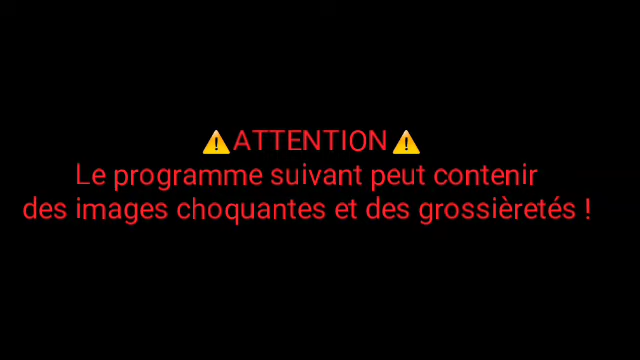 ⚠️ATTENTION⚠️
Le programme suivant peut contenir
des images choquantes et des grossièretés !